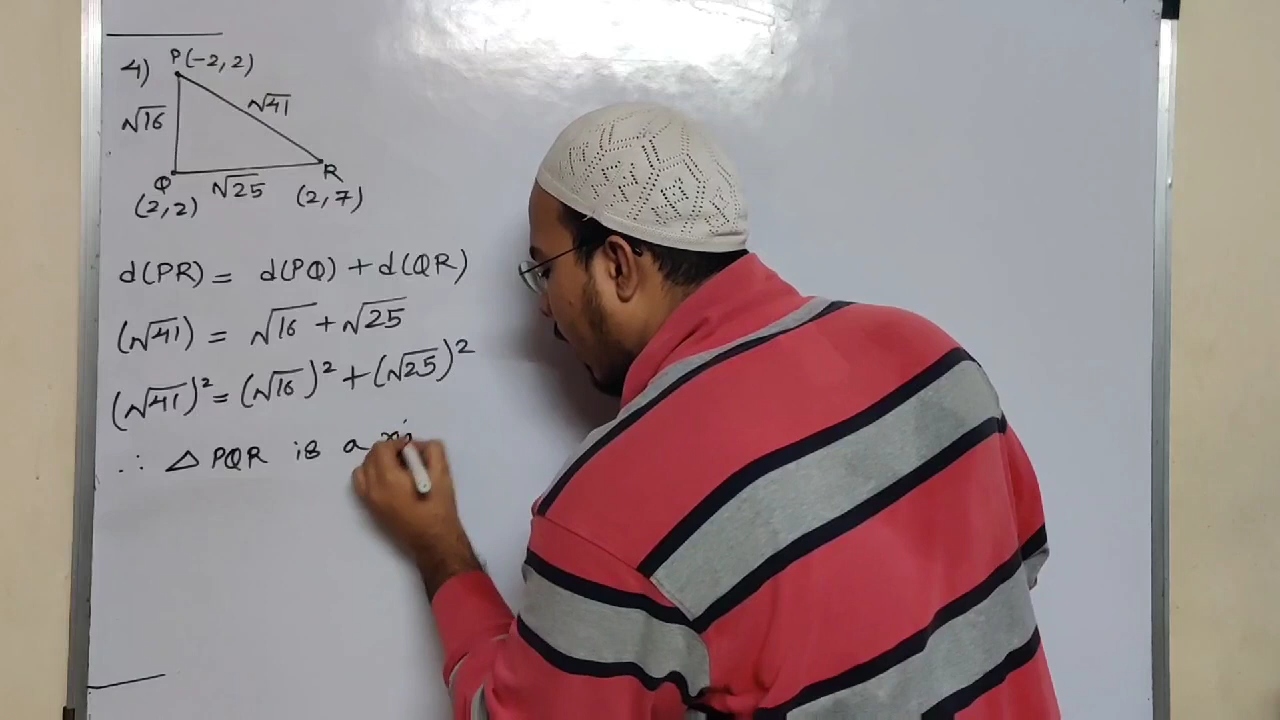 4) P(-2,2)
√16 √41
Q √25 R
(2,2) (2,7)
d(PR) = d(PQ) + d(QR)
(√41) = √16 + √25
(√41)² = (√16)² + (√25)²
∴ △ PQR is a ri